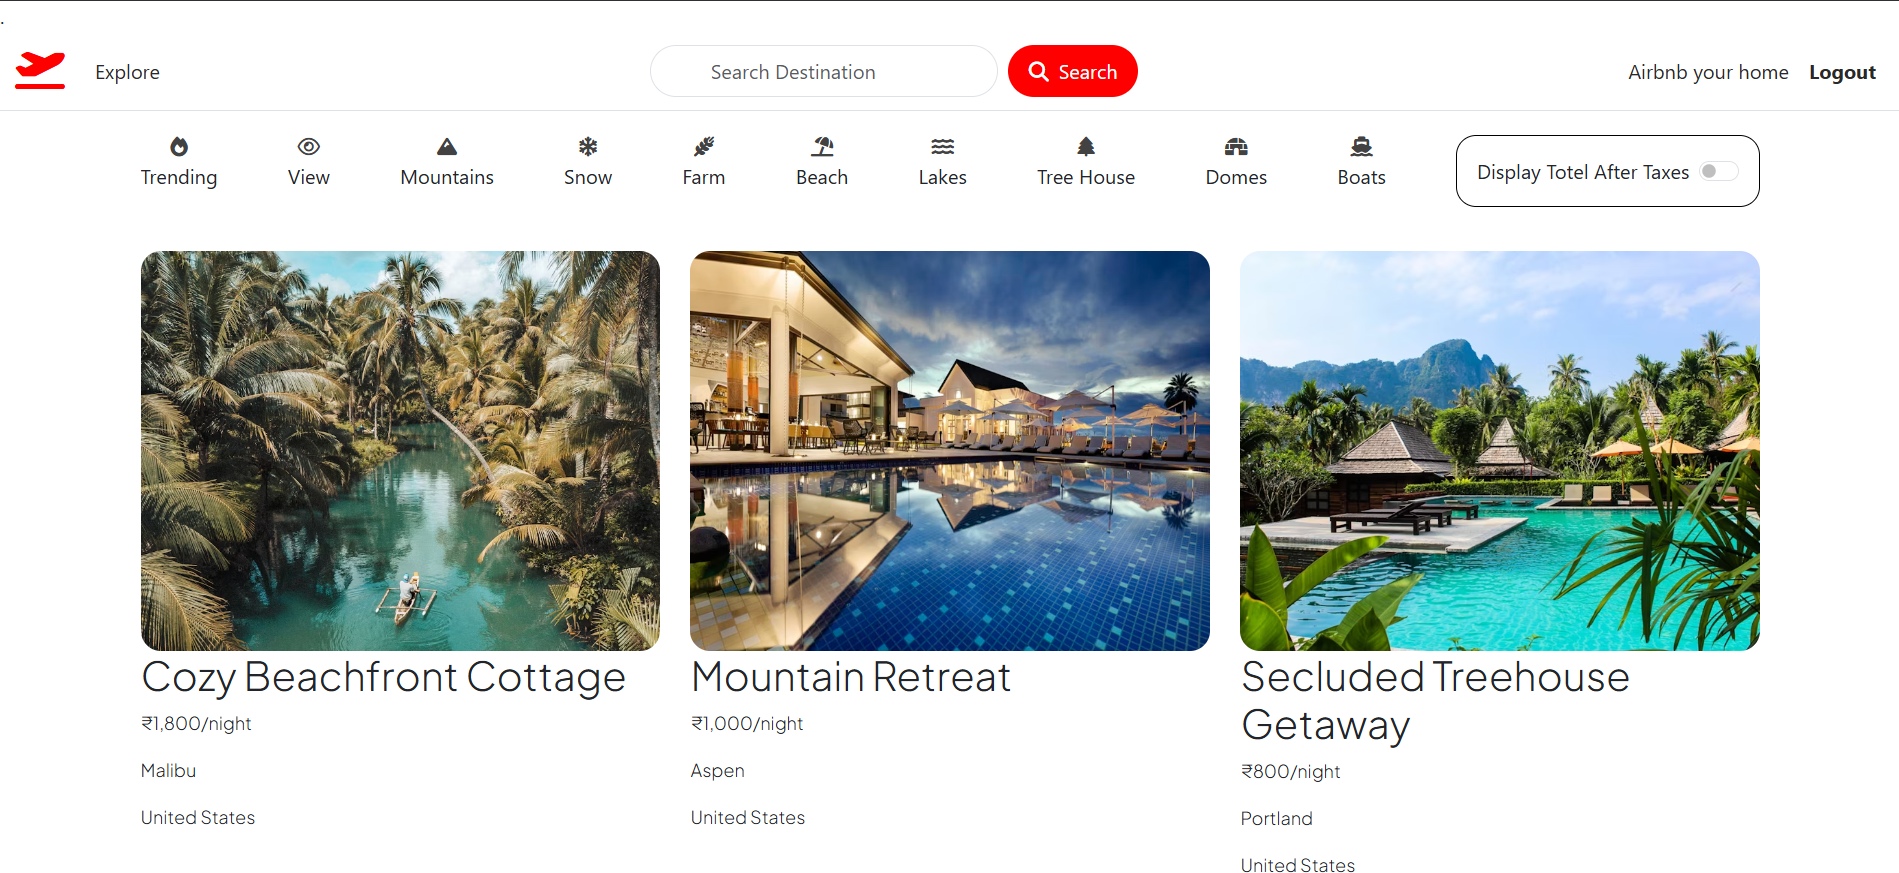 .
Explore
Search Destination
Search
Airbnb your home
Logout
Trending
View
Mountains
Snow
Farm
Beach
Lakes
Tree House
Domes
Boats
Display Totel After Taxes
Cozy Beachfront Cottage
₹1,800/night
Malibu
United States
Mountain Retreat
₹1,000/night
Aspen
United States
Secluded Treehouse
Getaway
₹800/night
Portland
United States